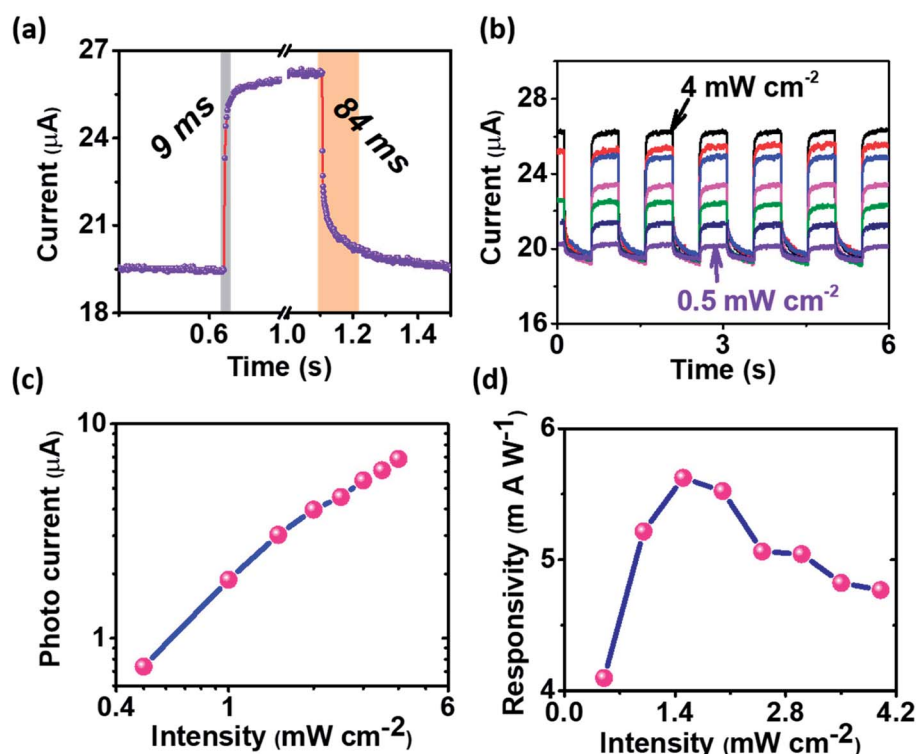 (a)
27
24
21
18
Current (µA)
9 ms
84 ms
0.6
1.0
1.2
1.4
Time (s)
(b)
28
24
20
16
Current (µA)
4 mW cm-2
0.5 mW cm-2
0
3
6
Time (s)
(c)
10
1
Photo current (µA)
0.4
1
6
Intensity (mW cm-2)
(d)
6
5
4
Responsivity (m A W-1)
0.0
1.4
2.8
4.2
Intensity (mW cm-2)